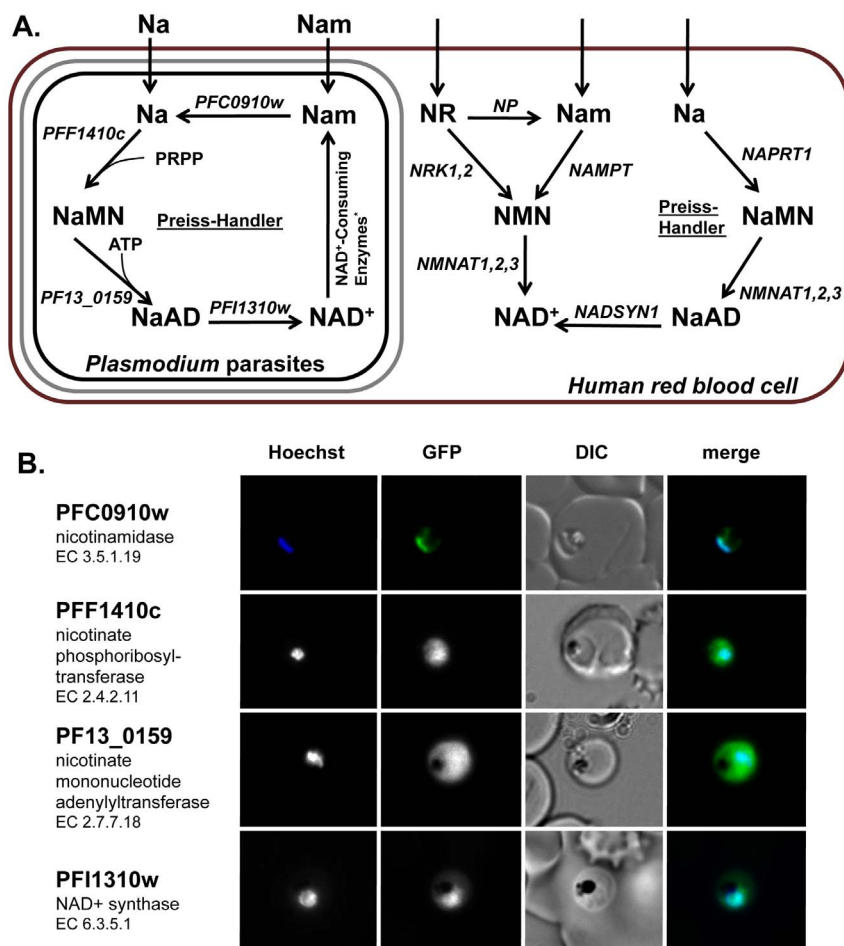 A.
Na
Nam
Na
PFC0910w
Nam
NR
NP
Nam
Na
PFF1410c
PRPP
NRK1,2
NAMPT
NAPRT1
NaMN
Preiss-Handler
NAD⁺-Consuming
Enzymes*
NMN
Preiss-
Handler
NaMN
ATP
NMNAT1,2,3
PF13_0159
NMNAT1,2,3
NaAD
PFI1310w
NAD⁺
NAD⁺
NADSYN1
NaAD
Plasmodium parasites
Human red blood cell
B.
Hoechst
GFP
DIC
merge
PFC0910w
nicotinamidase
EC 3.5.1.19
PFF1410c
nicotinate
phosphoribosyl-
transferase
EC 2.4.2.11
PF13_0159
nicotinate
mononucleotide
adenylyltransferase
EC 2.7.7.18
PFI1310w
NAD+ synthase
EC 6.3.5.1